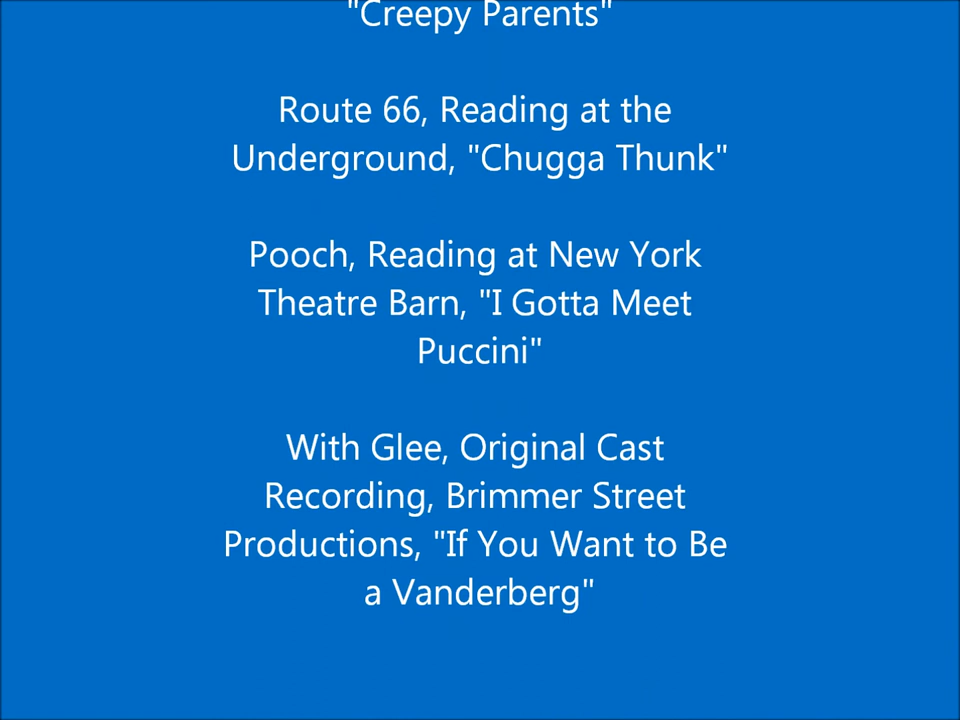 "Creepy Parents"
Route 66, Reading at the
Underground, "Chugga Thunk"
Pooch, Reading at New York
Theatre Barn, "I Gotta Meet
Puccini"
With Glee, Original Cast
Recording, Brimmer Street
Productions, "If You Want to Be
a Vanderberg"